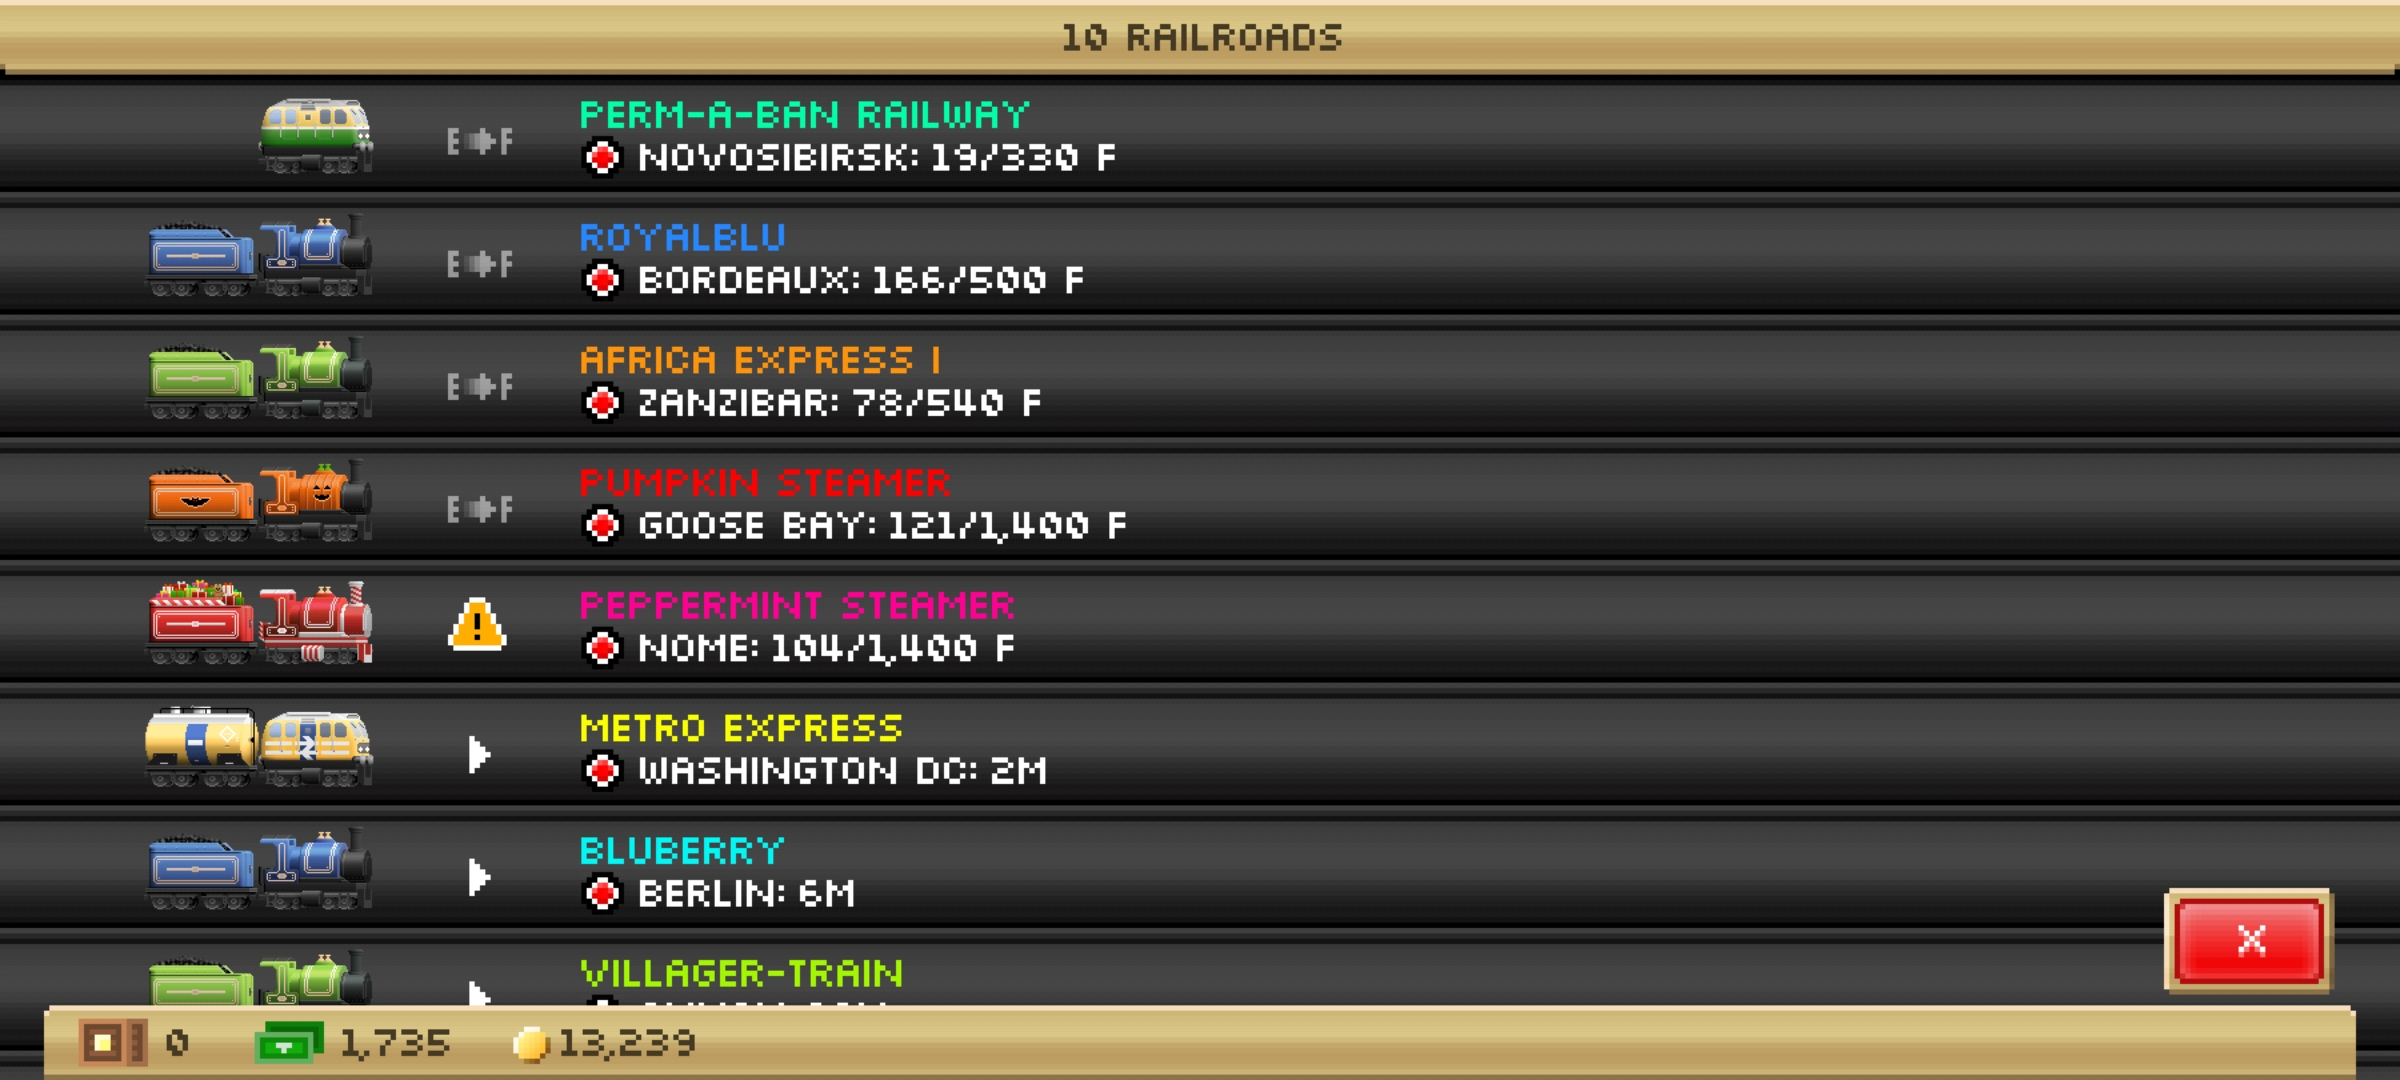 10 RAILROADS
PERM-A-BAN RAILWAY
E F
NOVOSIBIRSK: 19/330 F
ROYALBLU
E F
BORDEAUX: 166/500 F
AFRICA EXPRESS I
E F
ZANZIBAR: 78/540 F
PUMPKIN STEAMER
E F
GOOSE BAY: 121/1,400 F
PEPPERMINT STEAMER
!
NOME: 104/1,400 F
METRO EXPRESS
WASHINGTON DC: 2M
BLUBERRY
BERLIN: 6M
VILLAGER-TRAIN
X
0 1,735 13,239